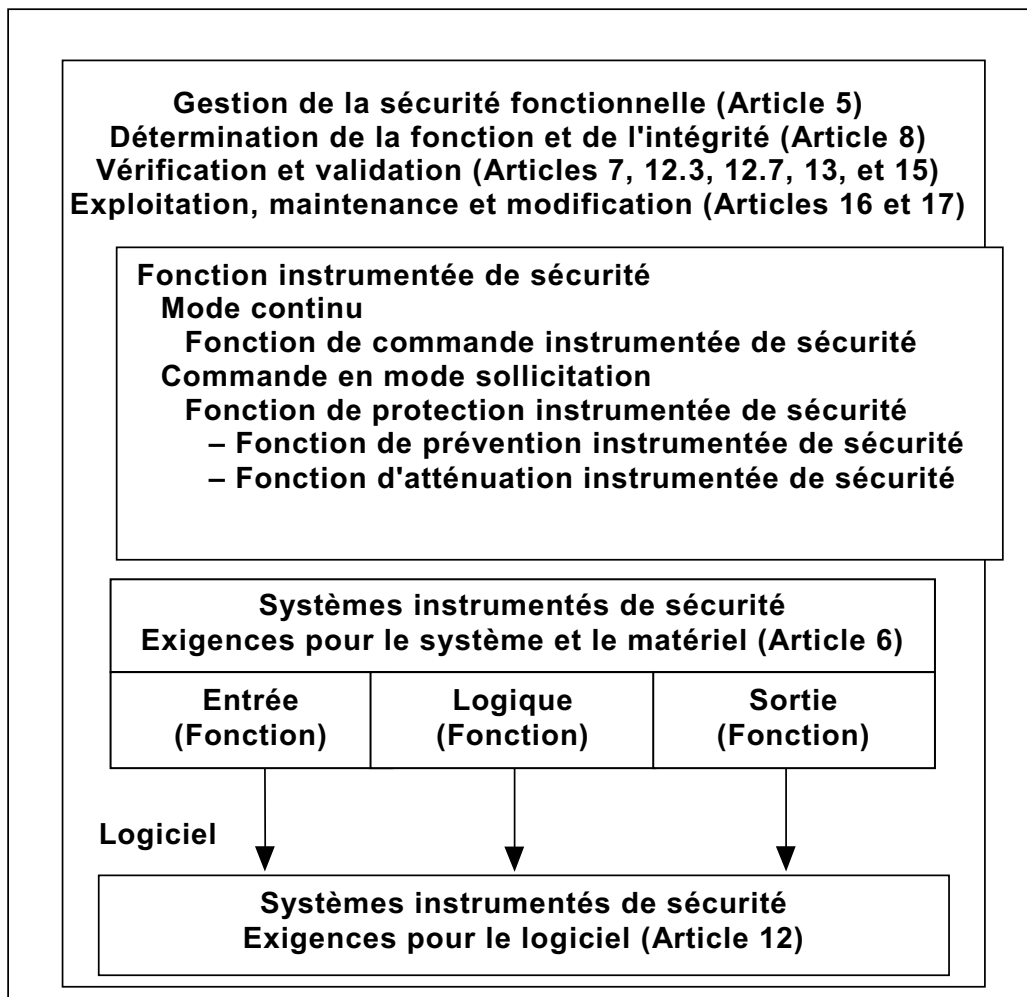 Gestion de la sécurité fonctionnelle (Article 5)
Détermination de la fonction et de l'intégrité (Article 8)
Vérification et validation (Articles 7, 12.3, 12.7, 13, et 15)
Exploitation, maintenance et modification (Articles 16 et 17)
Fonction instrumentée de sécurité
Mode continu
Fonction de commande instrumentée de sécurité
Commande en mode sollicitation
Fonction de protection instrumentée de sécurité
– Fonction de prévention instrumentée de sécurité
– Fonction d'atténuation instrumentée de sécurité
Systèmes instrumentés de sécurité
Exigences pour le système et le matériel (Article 6)
Entrée
(Fonction)
Logique
(Fonction)
Sortie
(Fonction)
Logiciel
Systèmes instrumentés de sécurité
Exigences pour le logiciel (Article 12)